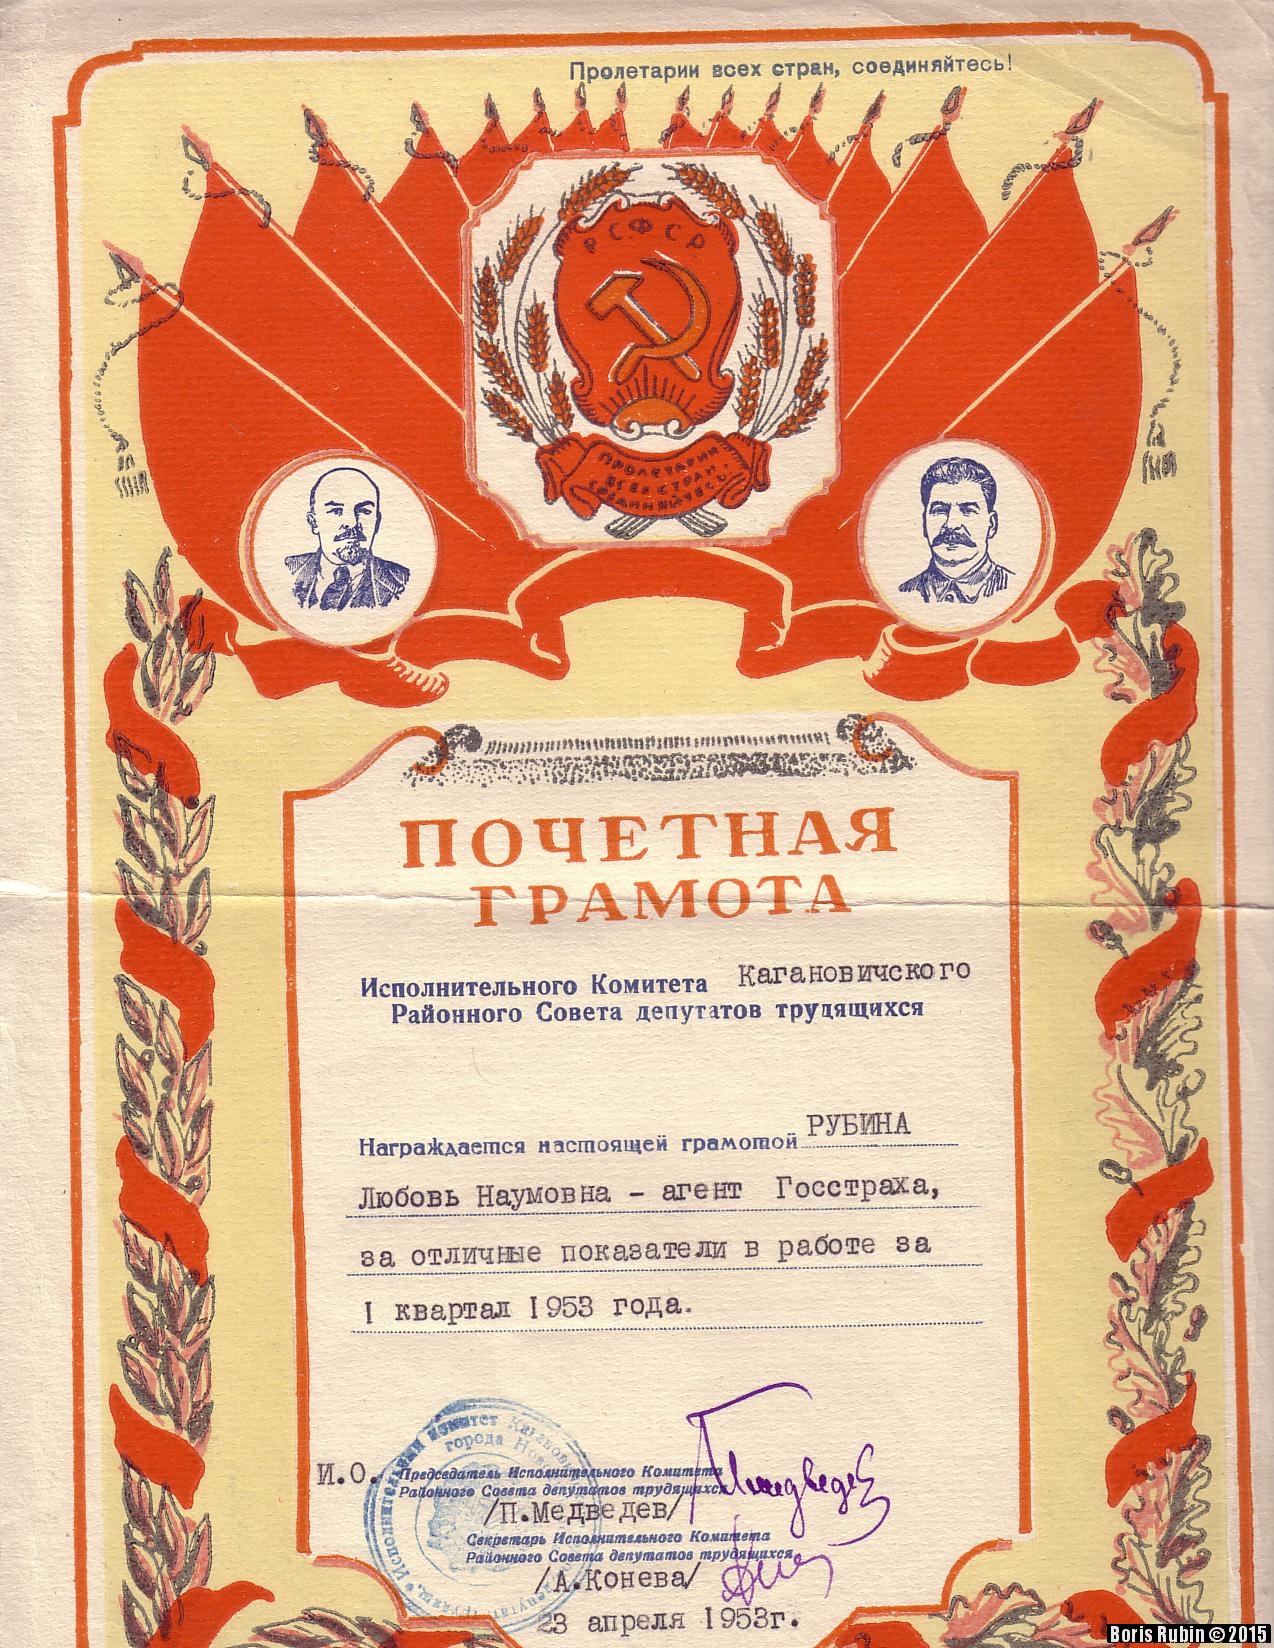 Пролетарии всех стран, соединяйтесь!
РСФСР
ПРОЛЕТАРИИ
ВСЕХ СТРАН
СОЕДИНЯЙТЕСЬ!
ПОЧЕТНАЯ
ГРАМОТА
Исполнительного Комитета Кагановичского
Районного Совета депутатов трудящихся
Награждается настоящей грамотой РУБИНА
Любовь Наумовна - агент Госстраха,
за отличные показатели в работе за
I квартал 1953 года.
И.О. Председатель Исполнительного Комитета
Районного Совета депутатов трудящихся
/П.Медведев/
Секретарь Исполнительного Комитета
Районного Совета депутатов трудящихся
/А.Конева/
23 апреля 1953г.
города
Boris Rubin © 2015